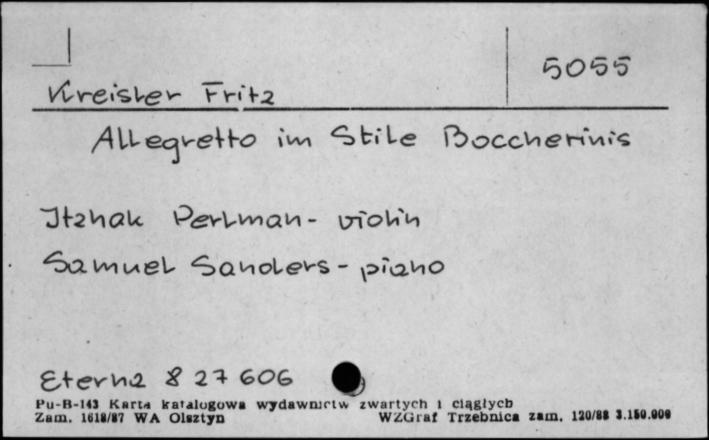 5055
Kreisler Fritz
Allegretto im Stile Boccherinis
Itzhak Perlman - violin
Samuel Sanders - piano
Eterna 8 27 606
Pu-B-143 Karta katalogowa wydawnictw zwartych i ciągłych
Zam. 1618/87 WA Olsztyn WZGraf Trzebnica zam. 120/88 3.150.000